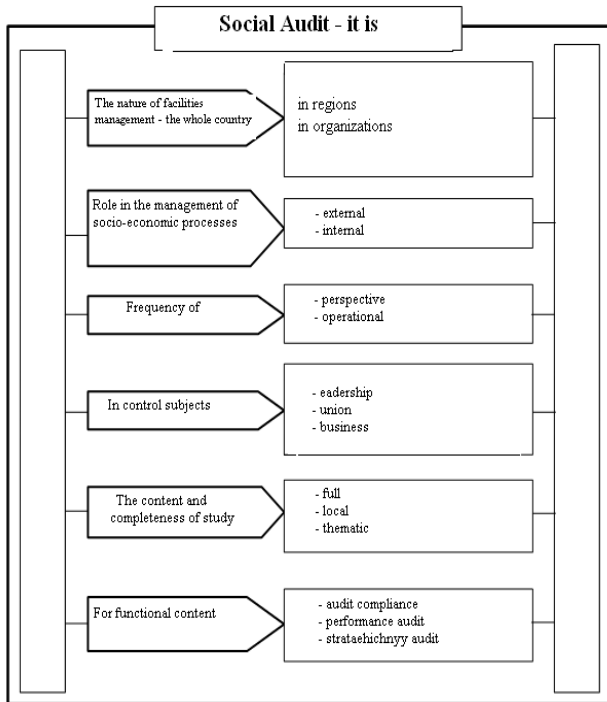 Social Audit - it is
The nature of facilities
management - the whole country
in regions
in organizations
Role in the management of
socio-economic processes
- external
- internal
Frequency of
- perspective
- operational
In control subjects
- eadership
- union
- business
The content and
completeness of study
- full
- local
- thematic
For functional content
- audit compliance
- performance audit
- strataehichnyy audit